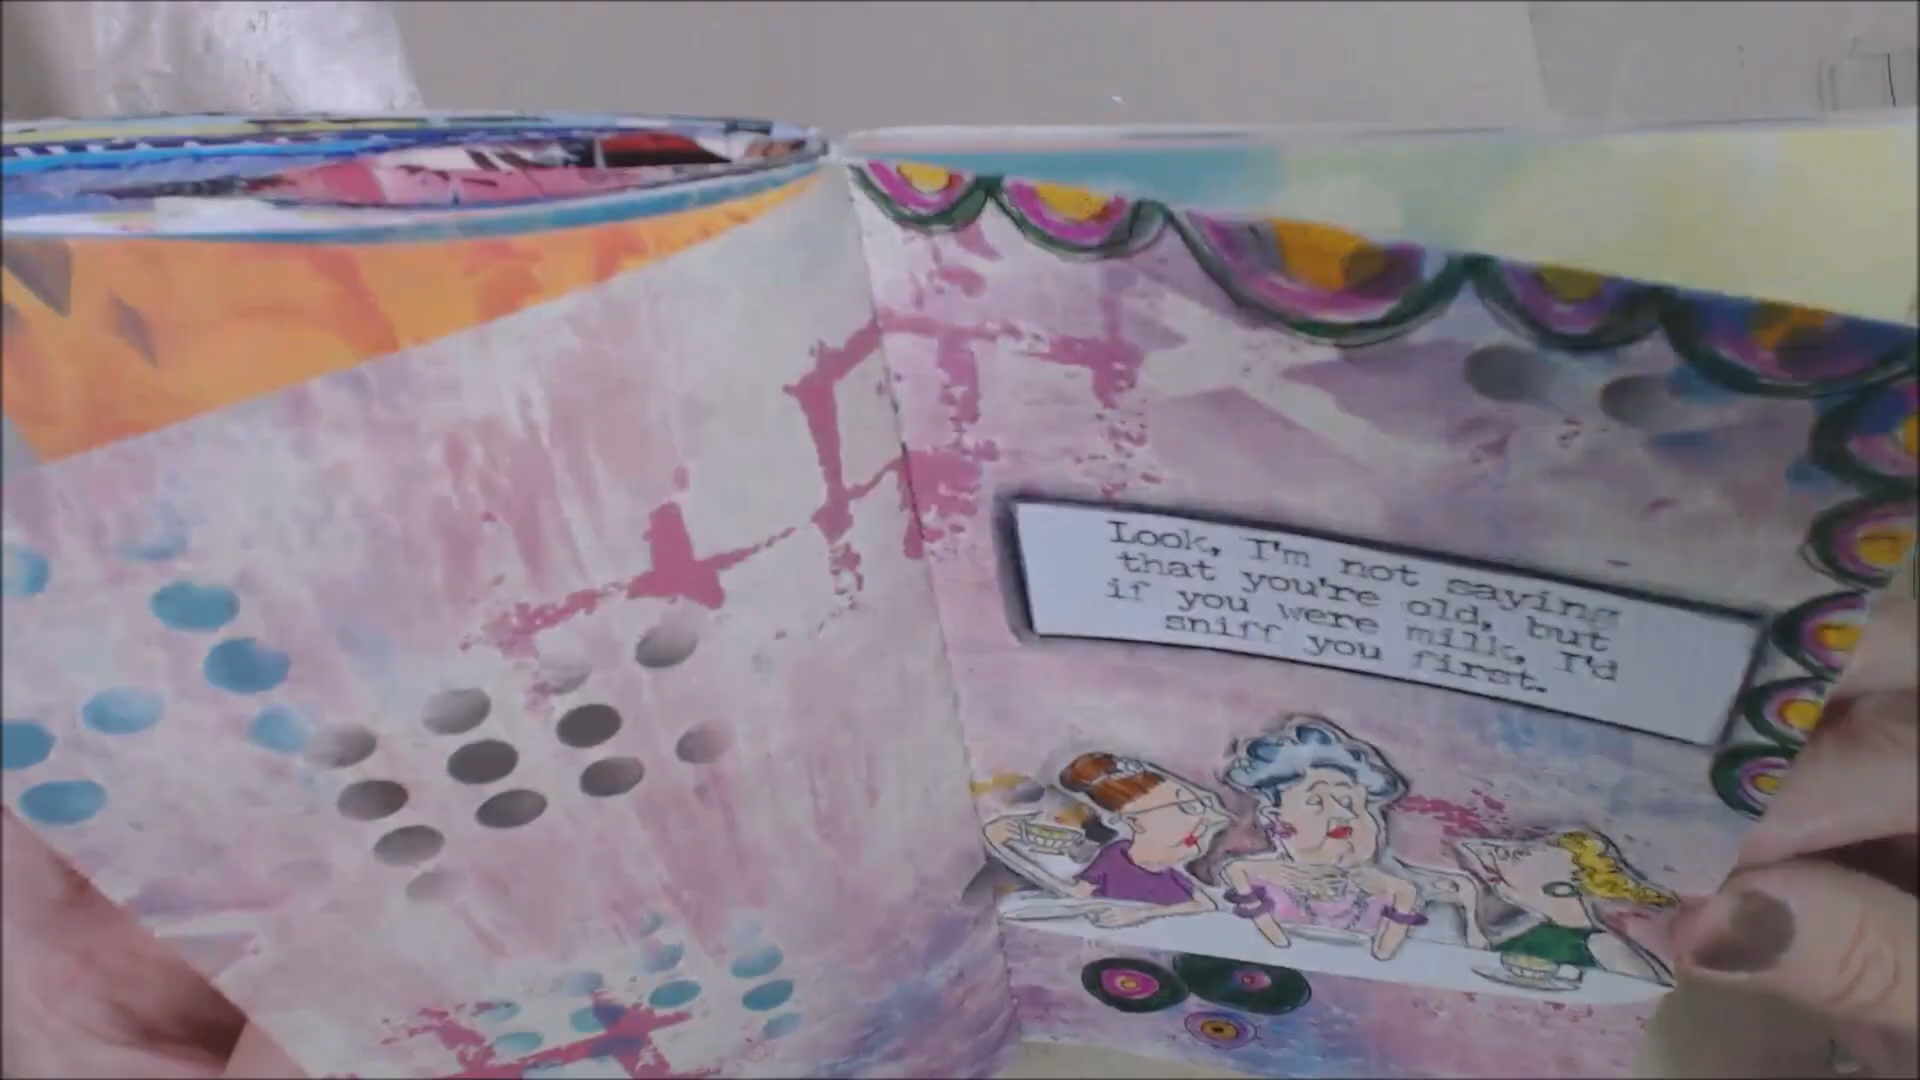 Look, I'm not saying
that you're old, but
if you were milk, I'd
sniff you first.